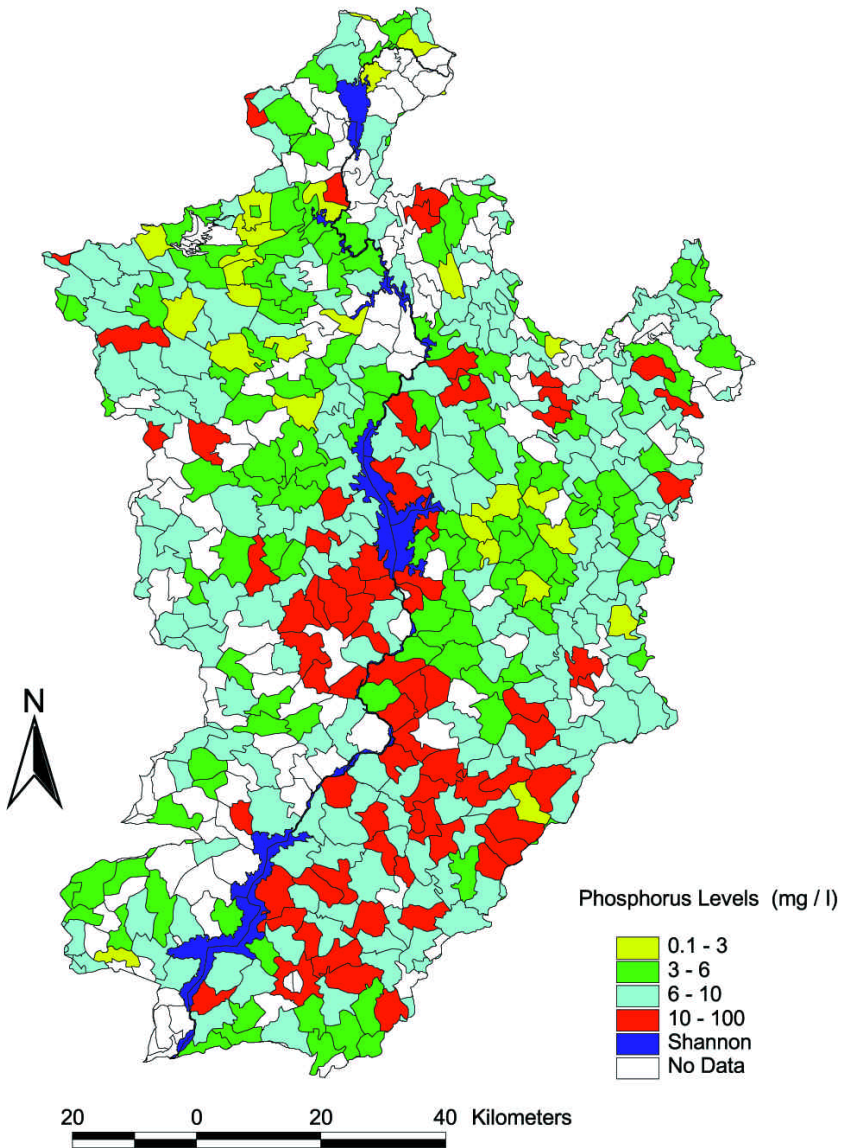 N
Phosphorus Levels (mg / l)
0.1 - 3
3 - 6
6 - 10
10 - 100
Shannon
No Data
20 0 20 40 Kilometers